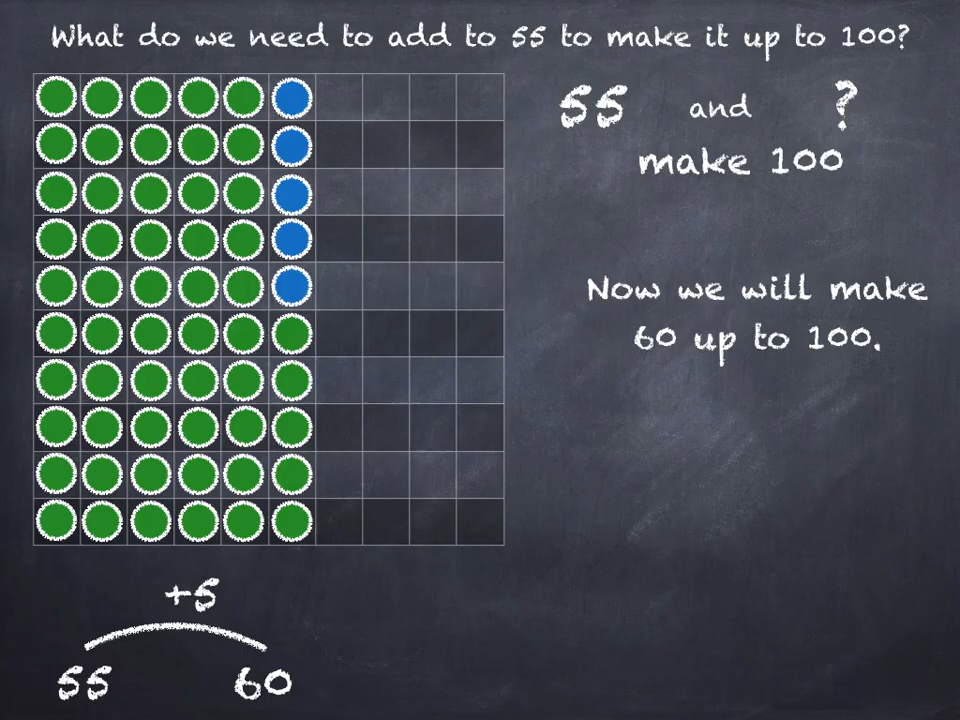 What do we need to add to 55 to make it up to 100?
55 and ?
make 100
Now we will make
60 up to 100.
+5
55 60